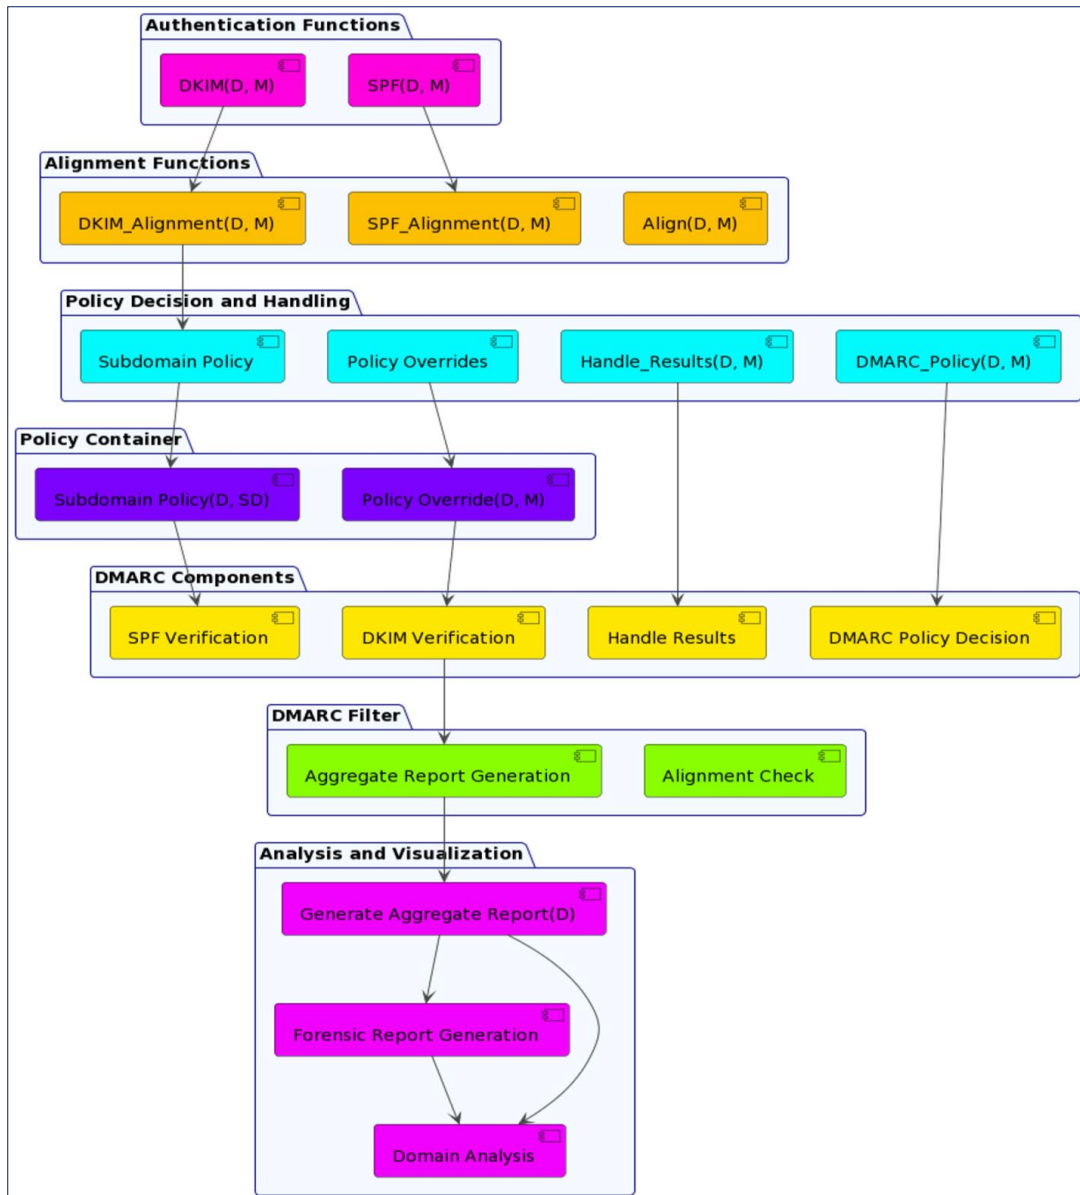 Authentication Functions
DKIM(D, M)
SPF(D, M)
Alignment Functions
DKIM_Alignment(D, M)
SPF_Alignment(D, M)
Align(D, M)
Policy Decision and Handling
Subdomain Policy
Policy Overrides
Handle_Results(D, M)
DMARC_Policy(D, M)
Policy Container
Subdomain Policy(D, SD)
Policy Override(D, M)
DMARC Components
SPF Verification
DKIM Verification
Handle Results
DMARC Policy Decision
DMARC Filter
Aggregate Report Generation
Alignment Check
Analysis and Visualization
Generate Aggregate Report(D)
Forensic Report Generation
Domain Analysis